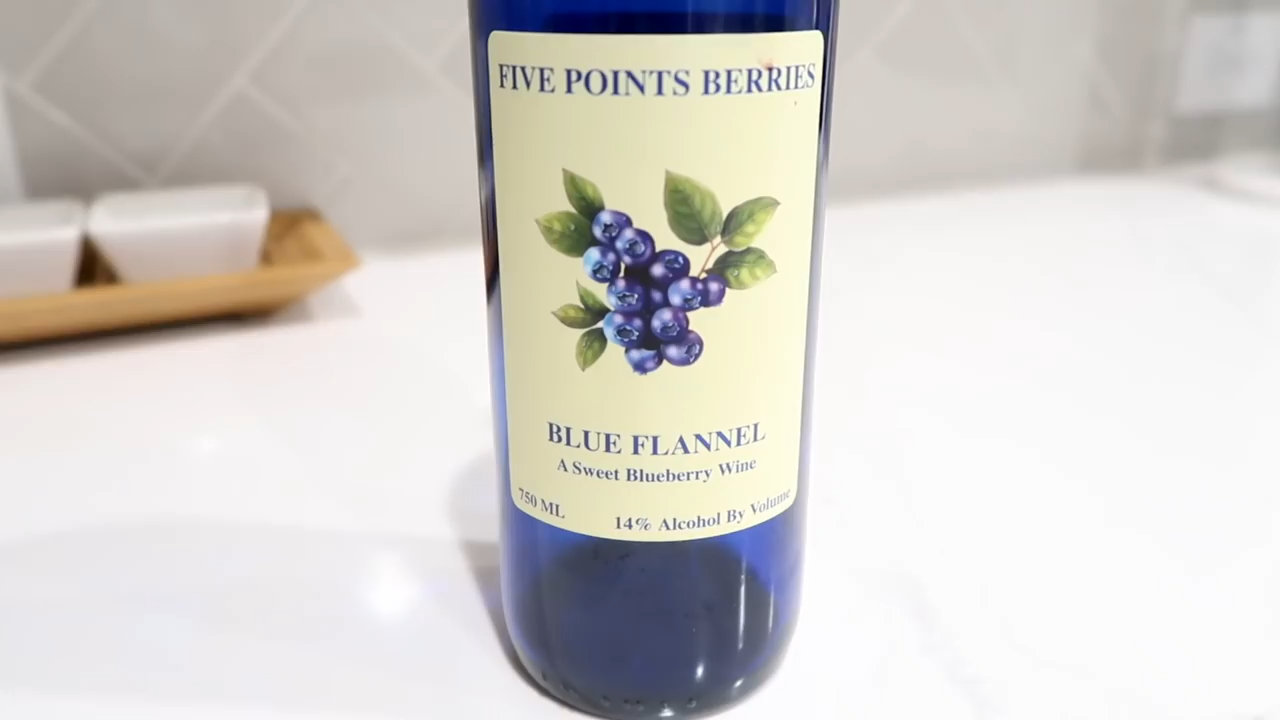 FIVE POINTS BERRIES
BLUE FLANNEL
A Sweet Blueberry Wine
750 ML
14% Alcohol By Volume